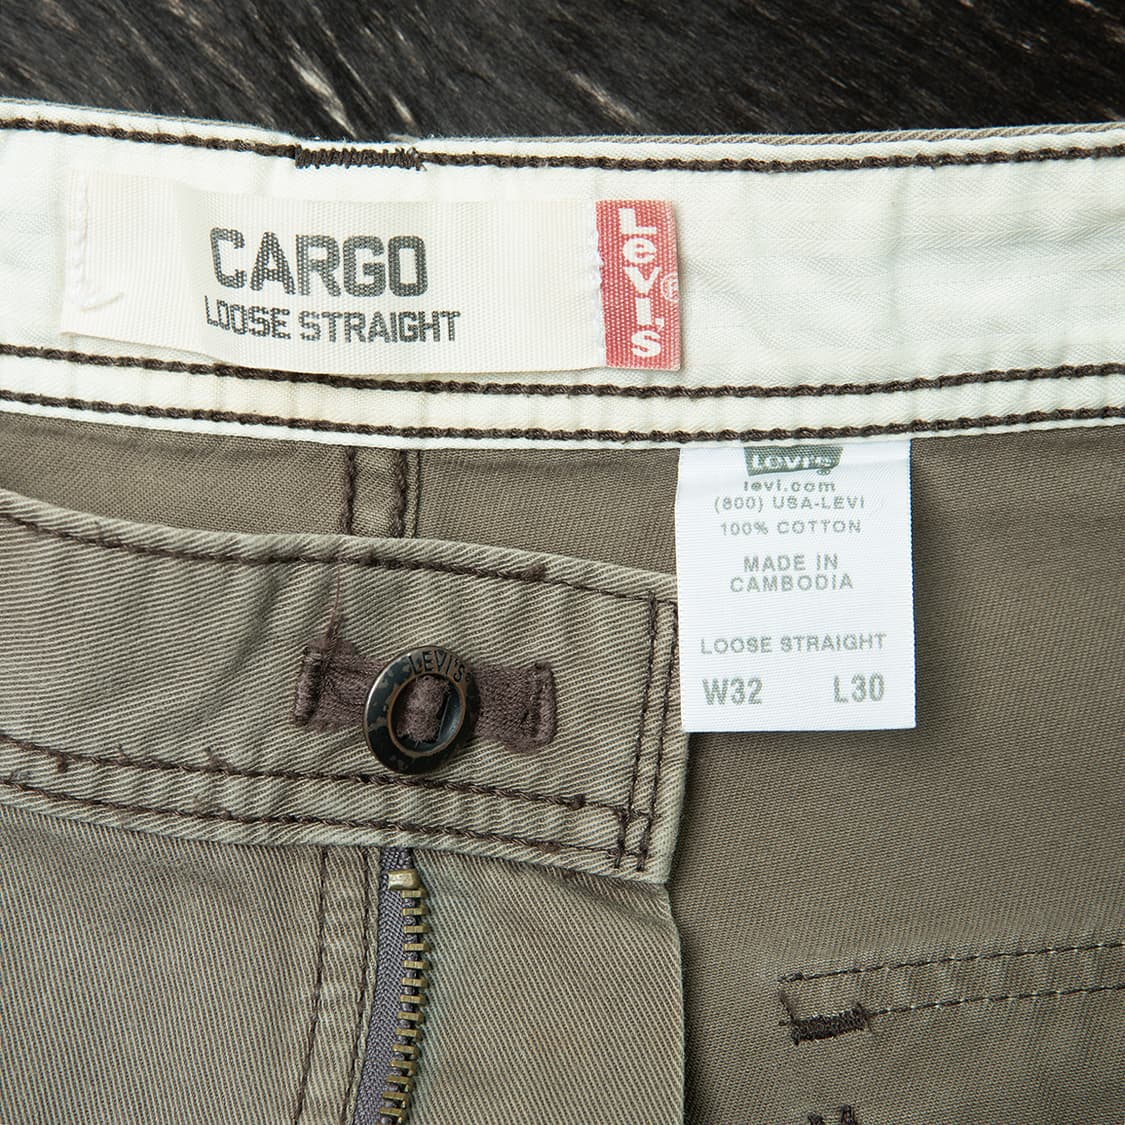 CARGO
LOOSE STRAIGHT
Levi's®
Levi's
levi.com
(800) USA-LEVI
100% COTTON
MADE IN
CAMBODIA
LOOSE STRAIGHT
W32 L30
LEVI'S®